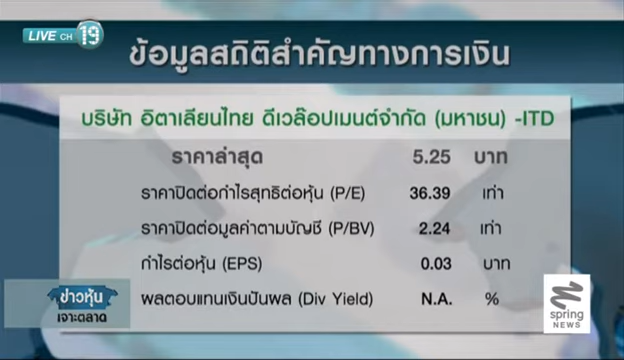 LIVE CH 19
ข้อมูลสถิติสำคัญทางการเงิน
บริษัท อิตาเลียนไทย ดีเวล๊อปเมนต์จำกัด (มหาชน) -ITD
ราคาล่าสุด 5.25 บาท
ราคาปิดต่อกำไรสุทธิต่อหุ้น (P/E) 36.39 เท่า
ราคาปิดต่อมูลค่าตามบัญชี (P/BV) 2.24 เท่า
กำไรต่อหุ้น (EPS) 0.03 บาท
ผลตอบแทนเงินปันผล (Div Yield) N.A. %
ข่าวหุ้น
เจาะตลาด
spring
NEWS